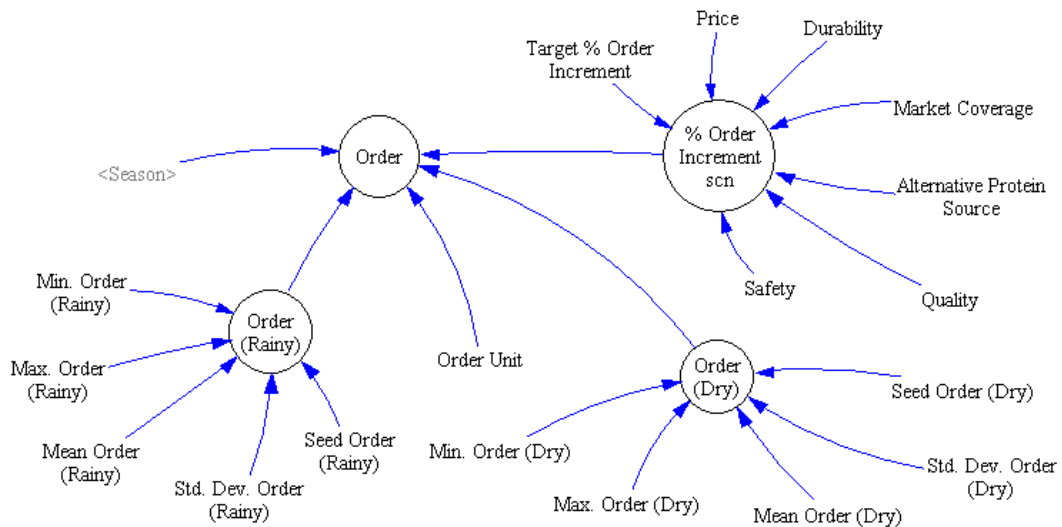 Price
Durability
Target % Order
Increment
Market Coverage
% Order
Increment
scn
Order
<Season>
Alternative Protein
Source
Safety
Quality
Min. Order
(Rainy)
Order
(Rainy)
Order Unit
Max. Order
(Rainy)
Order
(Dry)
Seed Order (Dry)
Mean Order
(Rainy)
Seed Order
(Rainy)
Min. Order (Dry)
Std. Dev. Order
(Rainy)
Std. Dev. Order
(Dry)
Max. Order (Dry)
Mean Order (Dry)